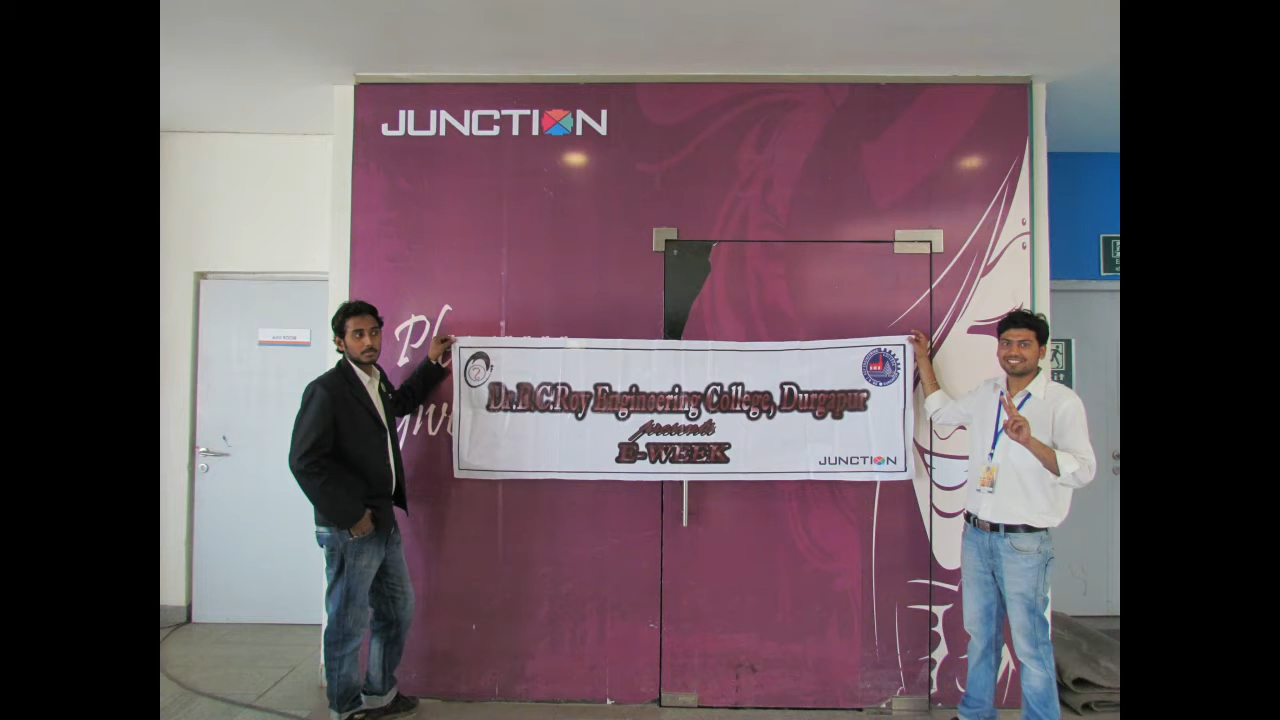 JUNCTION
Dr.B.C.Roy Engineering College, Durgapur
presents
E-WEEK
JUNCTION